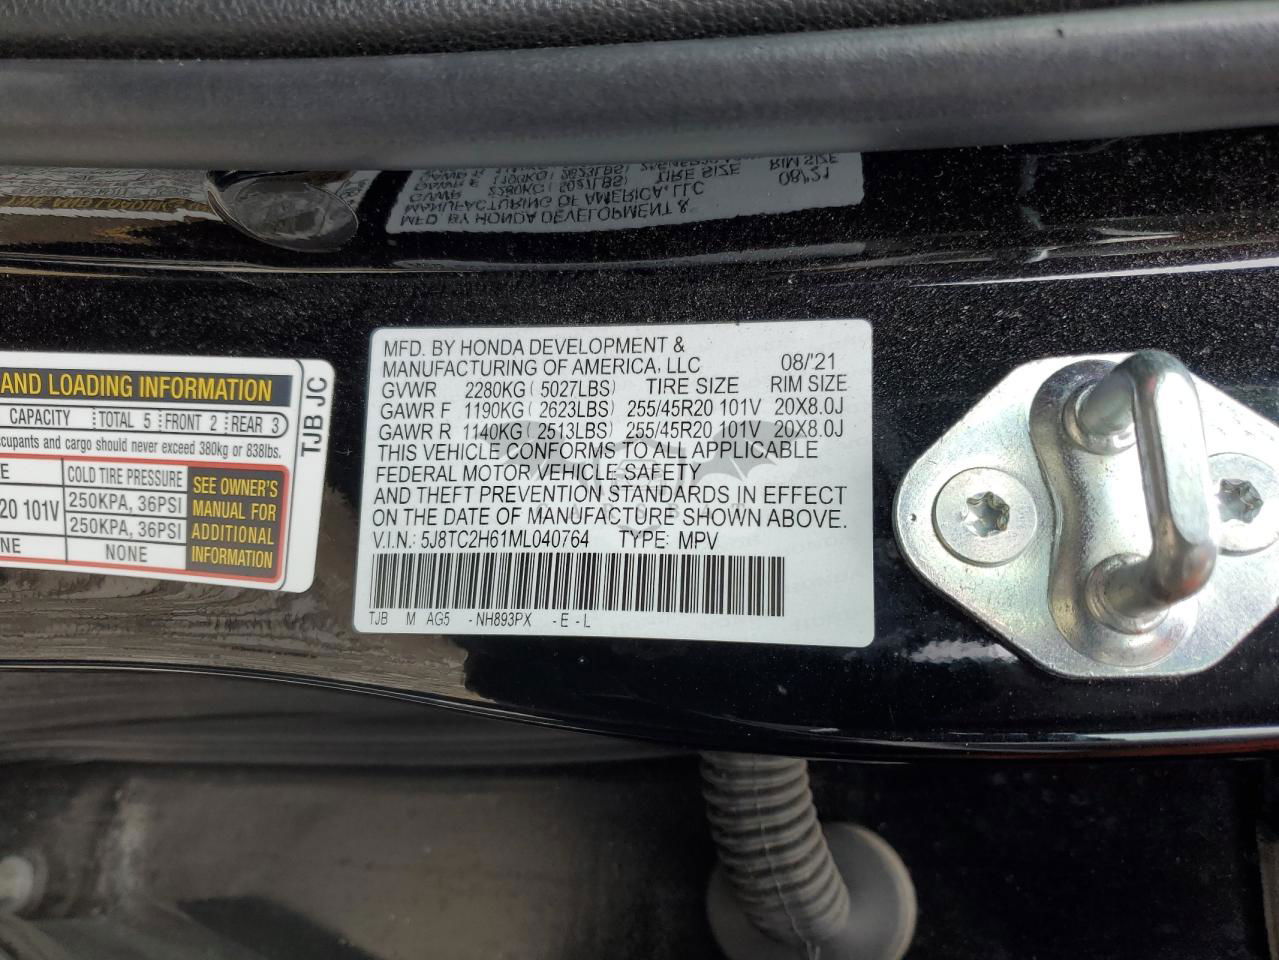 AND LOADING INFORMATION
CAPACITY TOTAL 5 FRONT 2 REAR 3
cupants and cargo should never exceed 380kg or 838lbs.
E COLD TIRE PRESSURE
20 101V 250KPA, 36PSI
250KPA, 36PSI
NE NONE
SEE OWNER'S
MANUAL FOR
ADDITIONAL
INFORMATION
TJB JC
MFD. BY HONDA DEVELOPMENT &
MANUFACTURING OF AMERICA, LLC 08/'21
GVWR 2280KG (5027LBS) TIRE SIZE RIM SIZE
GAWR F 1190KG (2623LBS) 255/45R20 101V 20X8.0J
GAWR R 1140KG (2513LBS) 255/45R20 101V 20X8.0J
THIS VEHICLE CONFORMS TO ALL APPLICABLE
FEDERAL MOTOR VEHICLE SAFETY
AND THEFT PREVENTION STANDARDS IN EFFECT
ON THE DATE OF MANUFACTURE SHOWN ABOVE.
V.I.N.: 5J8TC2H61ML040764 TYPE: MPV
TJB M AG5 -NH893PX -E-L